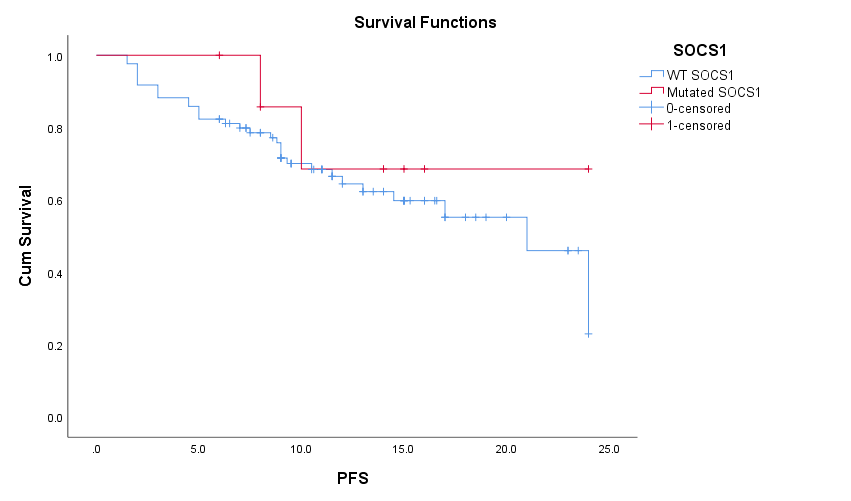 Survival Functions
SOCS1
WT SOCS1
Mutated SOCS1
0-censored
1-censored
Cum Survival
1.0
0.8
0.6
0.4
0.2
0.0
.0 5.0 10.0 15.0 20.0 25.0
PFS